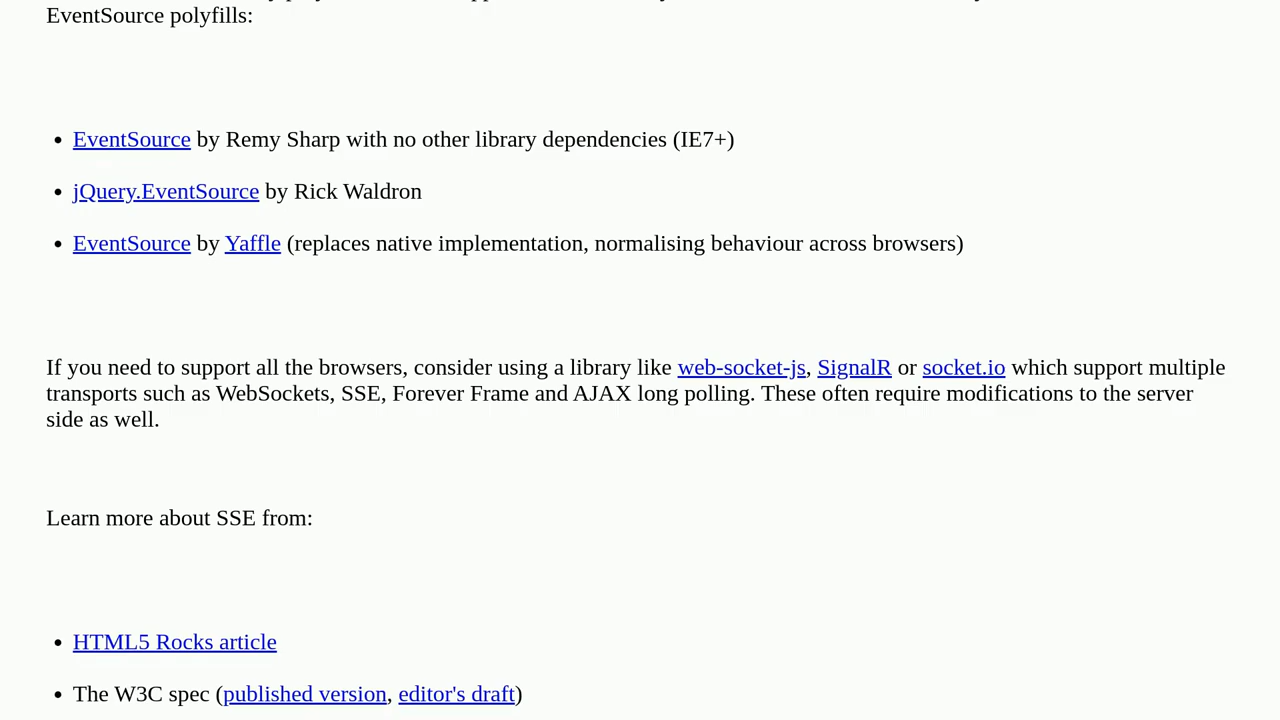 EventSource polyfills:
• EventSource by Remy Sharp with no other library dependencies (IE7+)
• jQuery.EventSource by Rick Waldron
• EventSource by Yaffle (replaces native implementation, normalising behaviour across browsers)
If you need to support all the browsers, consider using a library like web-socket-js, SignalR or socket.io which support multiple
transports such as WebSockets, SSE, Forever Frame and AJAX long polling. These often require modifications to the server
side as well.
Learn more about SSE from:
• HTML5 Rocks article
• The W3C spec (published version, editor's draft)